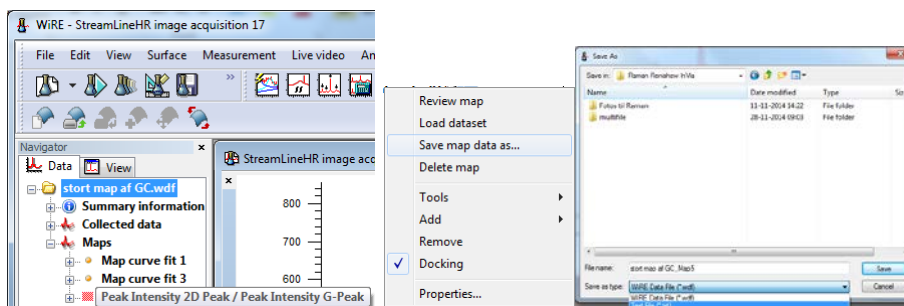 WiRE - StreamLineHR image acquisition 17
File Edit View Surface Measurement Live video An
»
Navigator
Data View
StreamLineHR image acq
stort map af GC.wdf
Summary information
Collected data
Maps
Map curve fit 1
Map curve fit 3
Peak Intensity 2D Peak / Peak Intensity G-Peak
800
700
600
Review map
Load dataset
Save map data as...
Delete map
Tools
Add
Remove
Docking
Properties...
Save As
Save in: Raman Renishaw InVia
Name Date modified Type Siz
Fotos til Raman 11-11-2014 14:22 File folder
multifile 28-11-2014 09:03 File folder
File name: stort map af GC_Map5 Save
Save as type: WiRE Data File (*.wdf) Cancel
WiRE Data File (*.wdf)